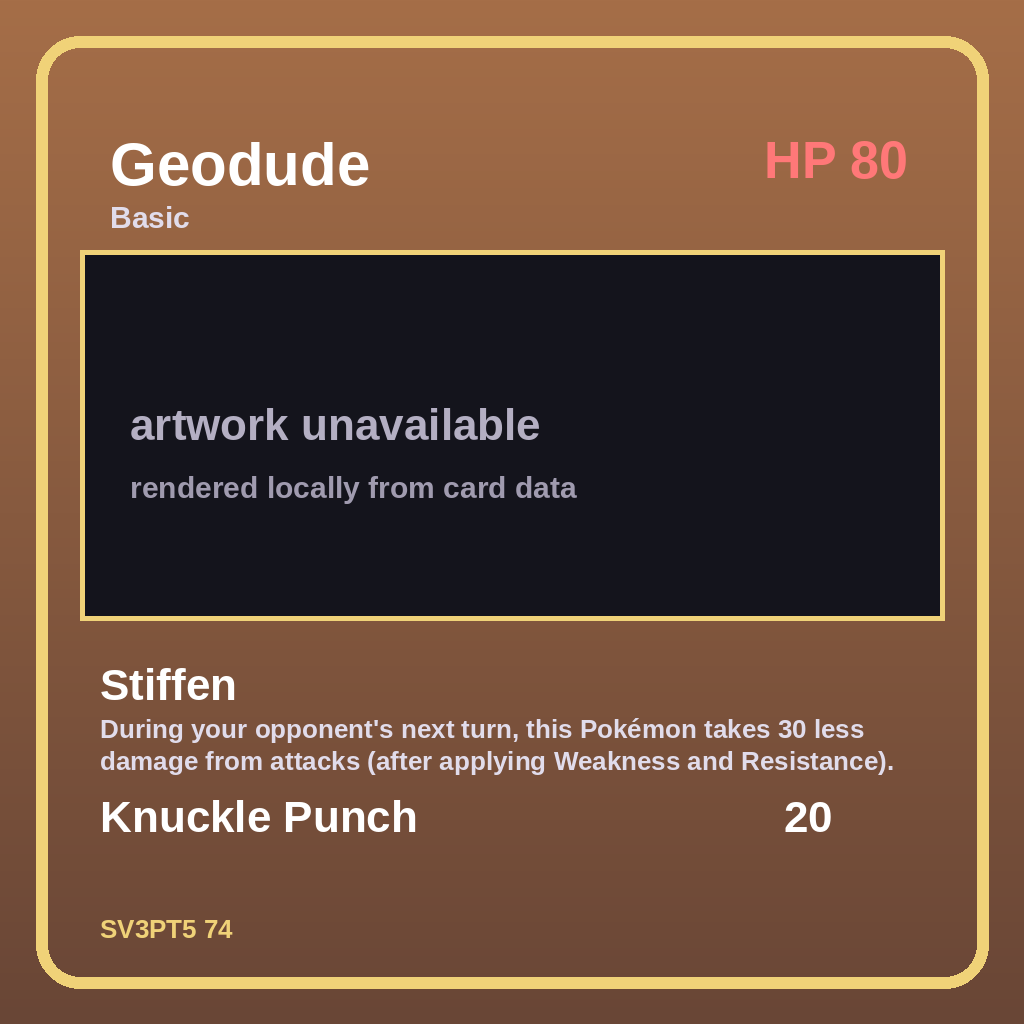 Geodude
HP 80
Basic
artwork unavailable
rendered locally from card data
Stiffen
During your opponent's next turn, this Pokémon takes 30 less
damage from attacks (after applying Weakness and Resistance).
Knuckle Punch 20
SV3PT5 74